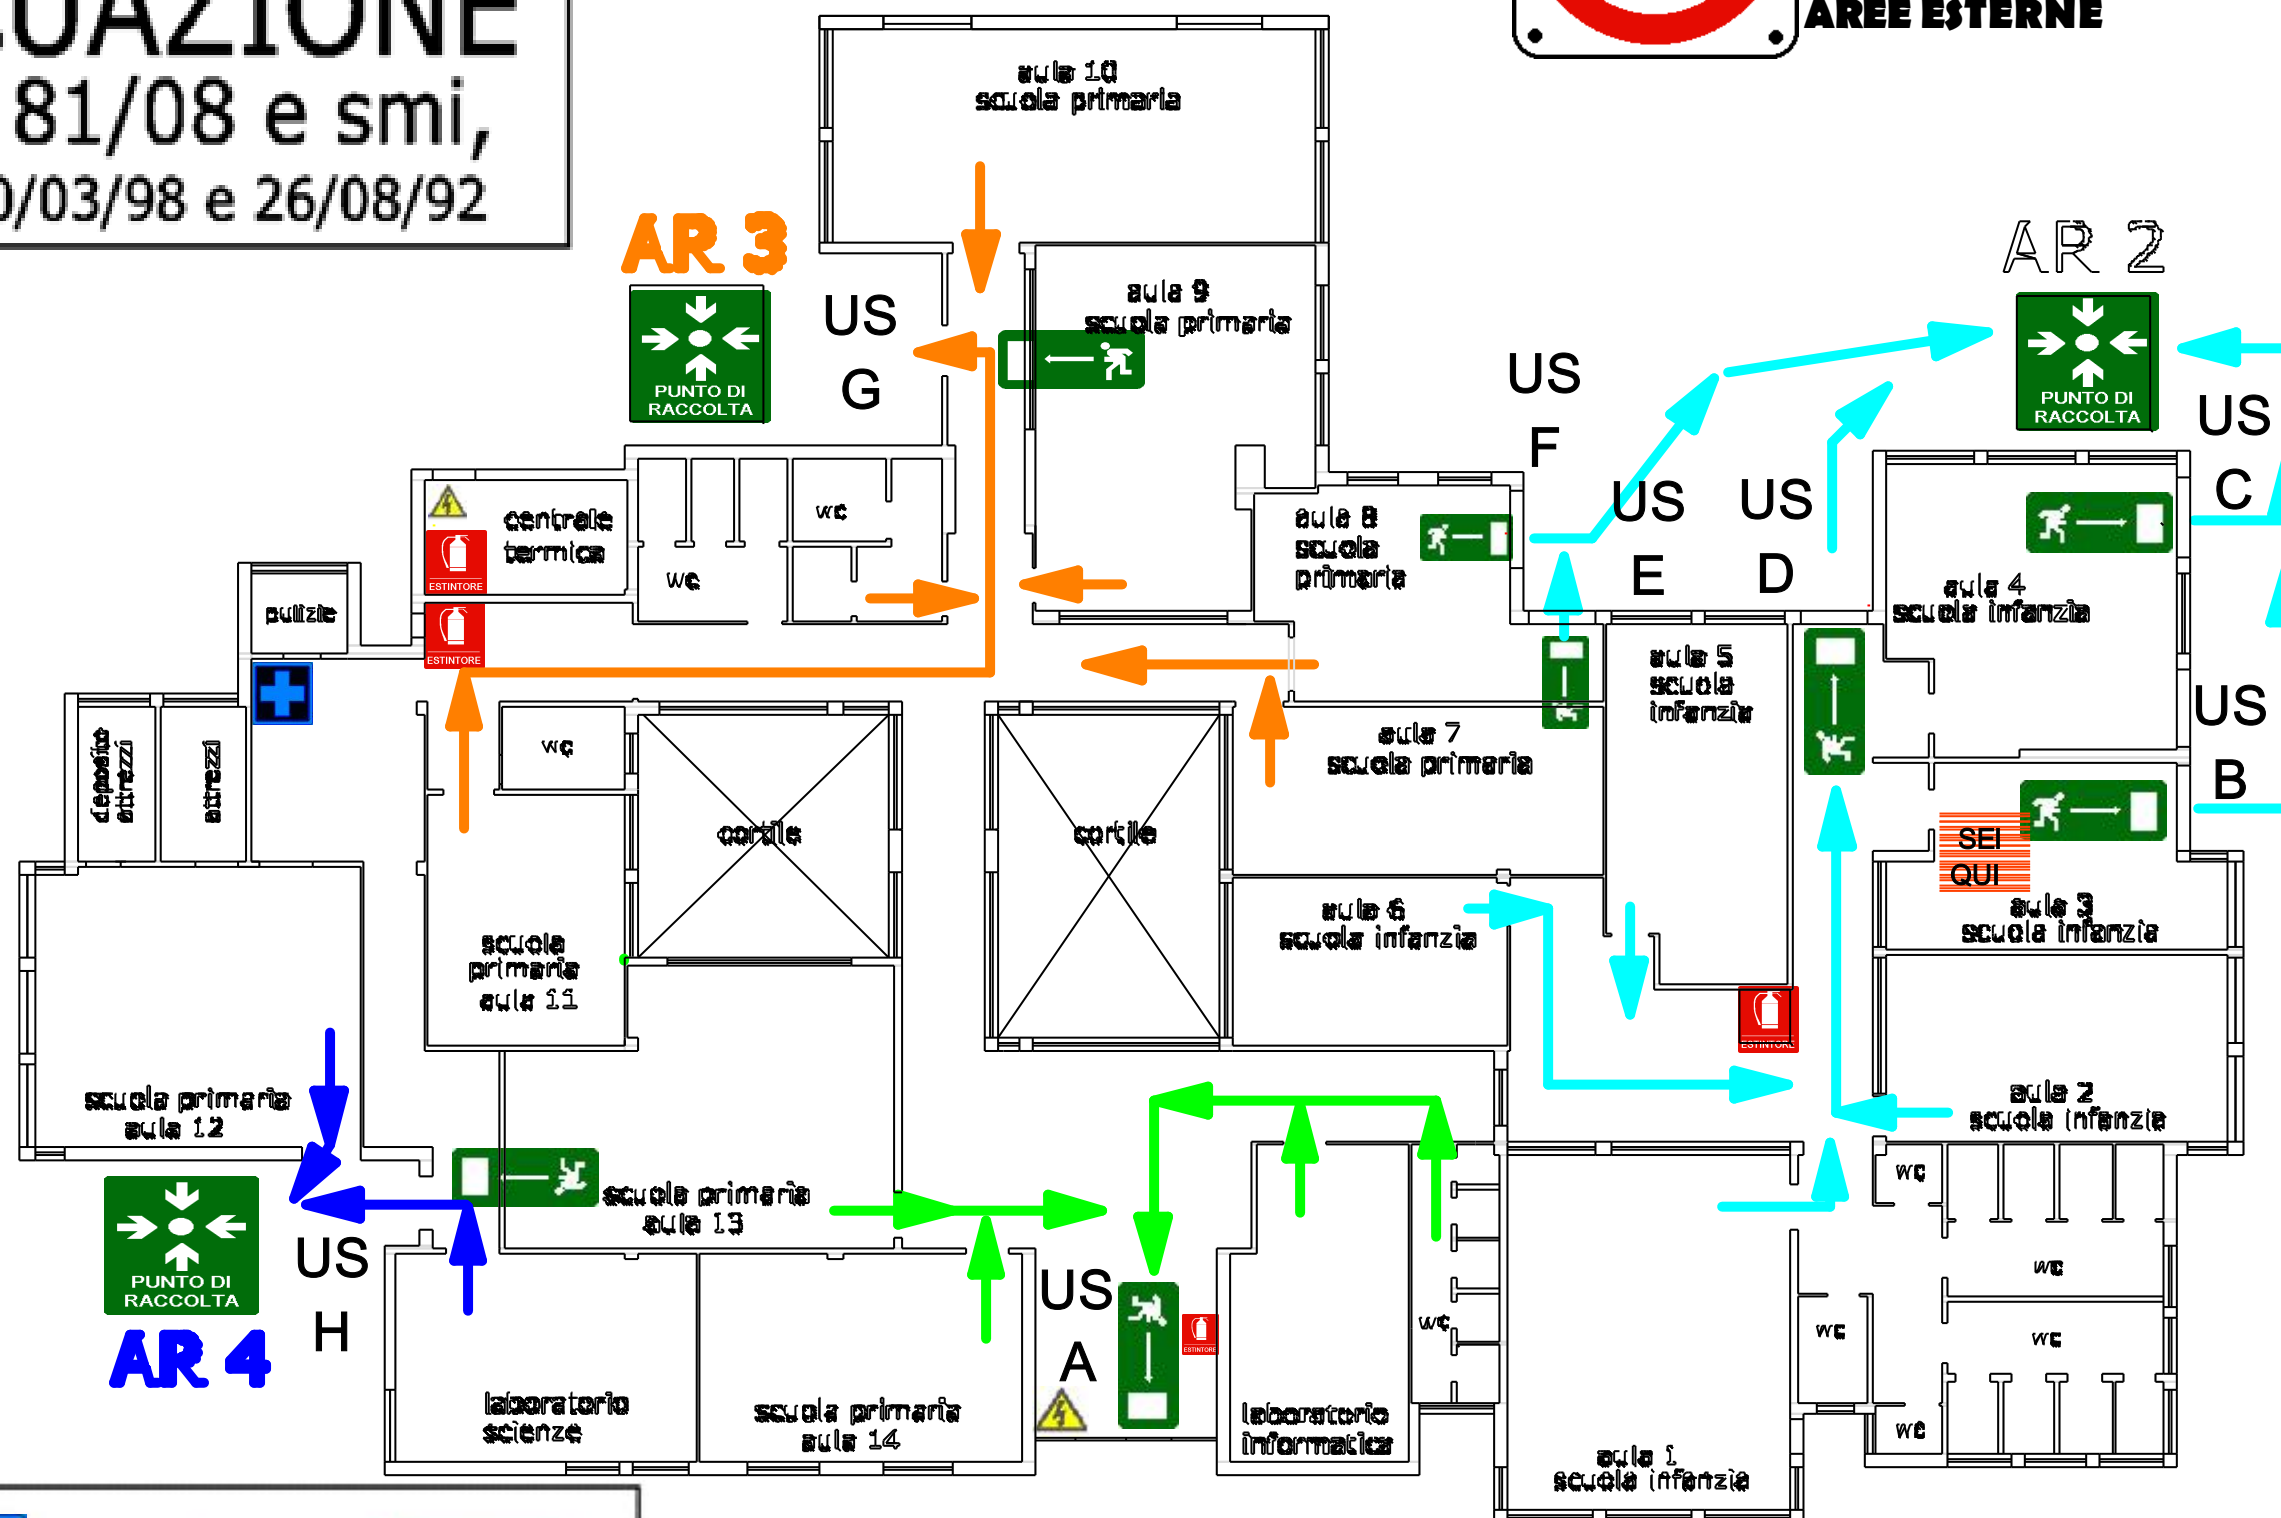 UAZIONE
81/08 e smi,
0/03/98 e 26/08/92
AREE ESTERNE
aula 10
scuola primaria
AR 3
PUNTO DI
RACCOLTA
US
G
aula 9
scuola primaria
AR 2
PUNTO DI
RACCOLTA
US
F
US
E
US
D
US
C
US
B
centrale
termica
ESTINTORE
ESTINTORE
wc
wc
pulizie
aula 8
scuola
primaria
aula 4
scuola infanzia
aula 5
scuola
infanzia
deposito
attrezzi
attrezzi
wc
cortile
cortile
aula 7
scuola primaria
SEI
QUI
aula 3
scuola infanzia
aula 6
scuola infanzia
scuola
primaria
aula 11
ESTINTORE
scuola primaria
aula 12
aula 2
scuola infanzia
scuola primaria
aula 13
PUNTO DI
RACCOLTA
AR 4
US
H
US
A
ESTINTORE
wc
wc
wc
wc
wc
wc
laboratorio
scienze
scuola primaria
aula 14
laboratorio
informatica
aula 1
scuola infanzia